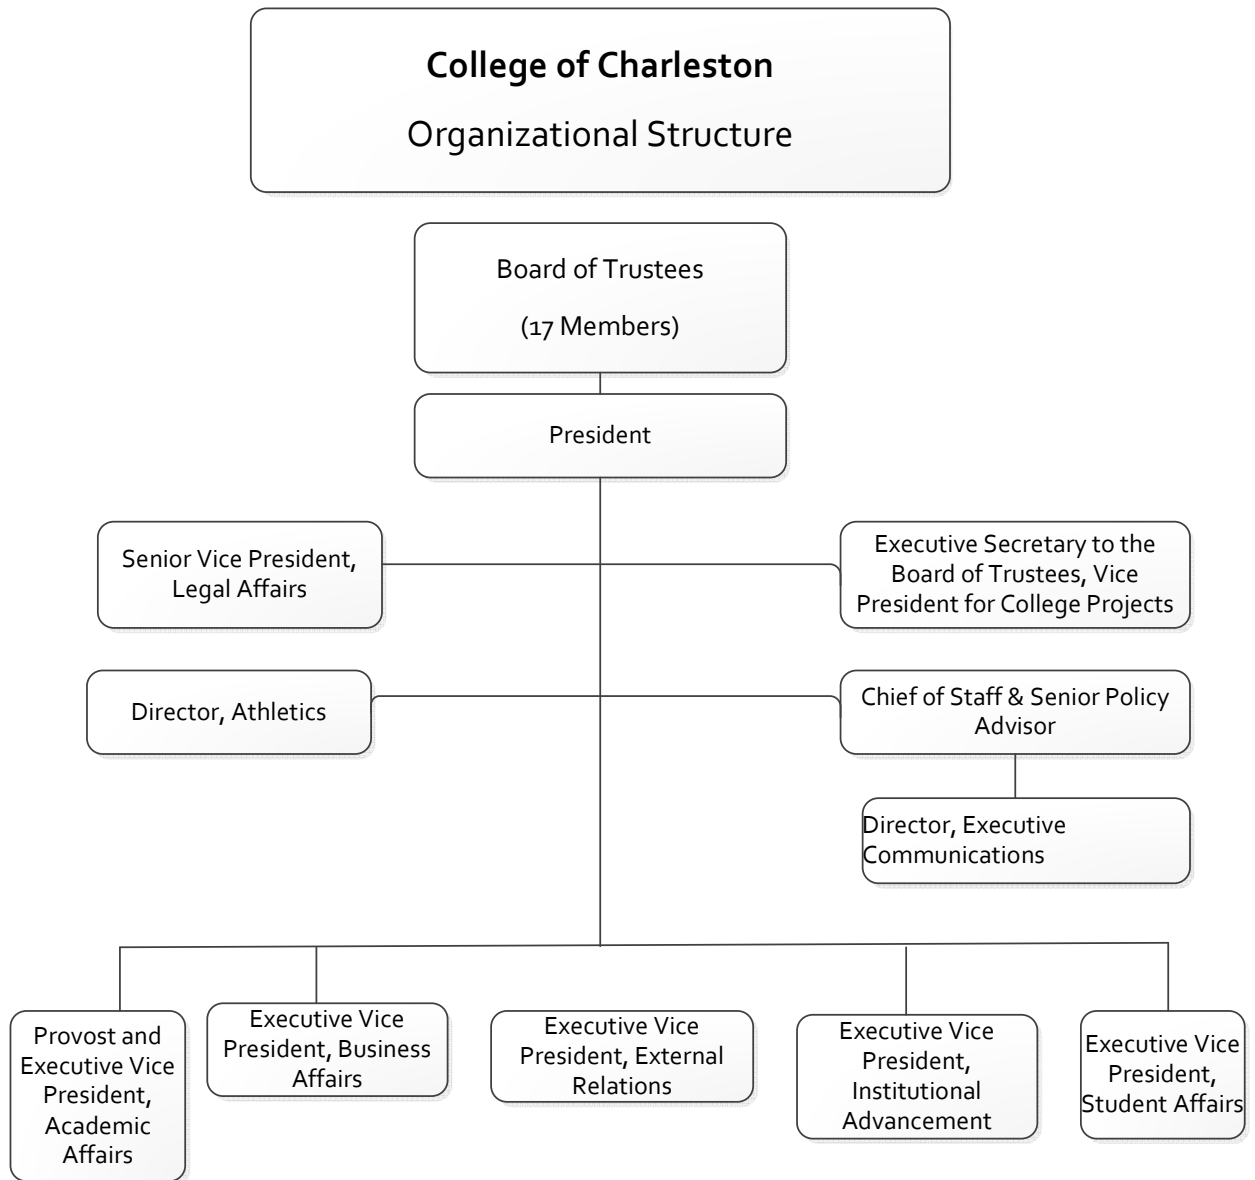 College of Charleston
Organizational Structure
Board of Trustees
(17 Members)
President
Senior Vice President,
Legal Affairs
Executive Secretary to the
Board of Trustees, Vice
President for College Projects
Director, Athletics
Chief of Staff & Senior Policy
Advisor
Director, Executive
Communications
Provost and
Executive Vice
President,
Academic
Affairs
Executive Vice
President, Business
Affairs
Executive Vice
President, External
Relations
Executive Vice
President,
Institutional
Advancement
Executive Vice
President,
Student Affairs